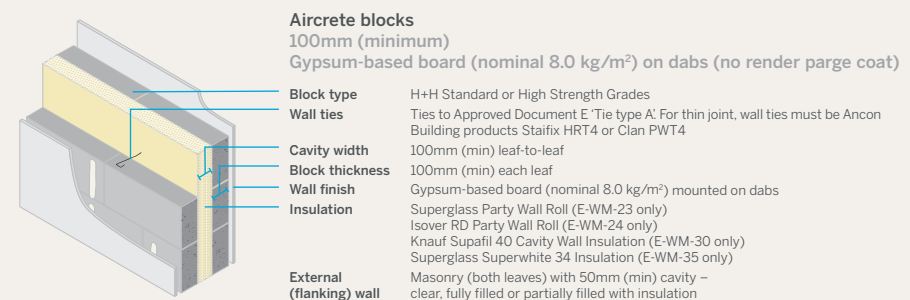 Aircrete blocks
100mm (minimum)
Gypsum-based board (nominal 8.0 kg/m²) on dabs (no render parge coat)
Block type H+H Standard or High Strength Grades
Wall ties Ties to Approved Document E ‘Tie type A’. For thin joint, wall ties must be Ancon
Building products Staifix HRT4 or Clan PWT4
Cavity width 100mm (min) leaf-to-leaf
Block thickness 100mm (min) each leaf
Wall finish Gypsum-based board (nominal 8.0 kg/m²) mounted on dabs
Insulation Superglass Party Wall Roll (E-WM-23 only)
Isover RD Party Wall Roll (E-WM-24 only)
Knauf Supafil 40 Cavity Wall Insulation (E-WM-30 only)
Superglass Superwhite 34 Insulation (E-WM-35 only)
External Masonry (both leaves) with 50mm (min) cavity –
(flanking) wall clear, fully filled or partially filled with insulation